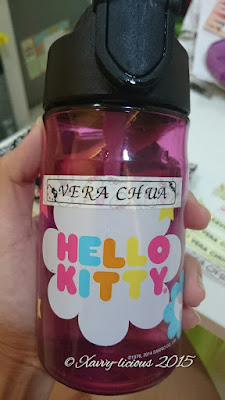 VERA CHUA
HELLO
KITTY
© Xavvy-licious 2015